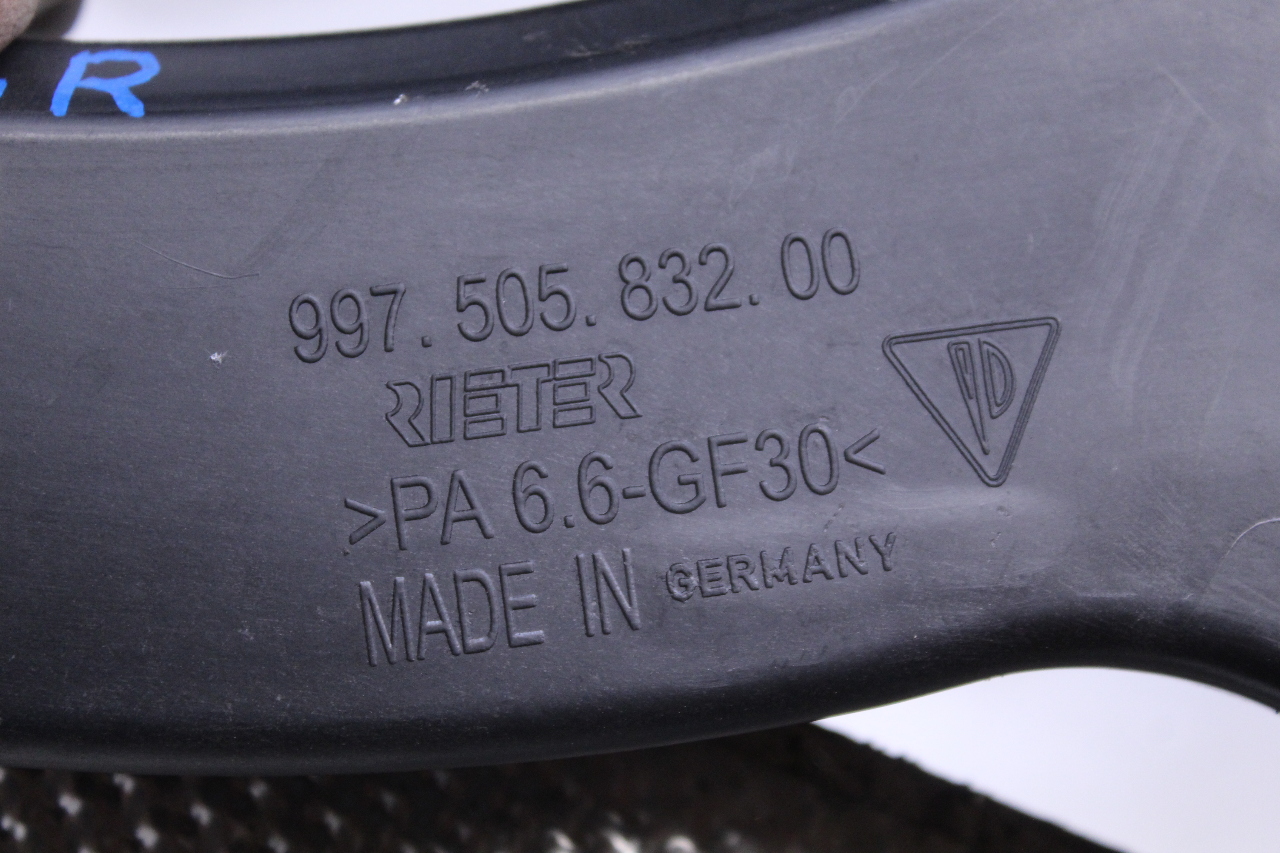 R
997.505.832.00
RIETER
>PA 6.6-GF30<
MADE IN GERMANY